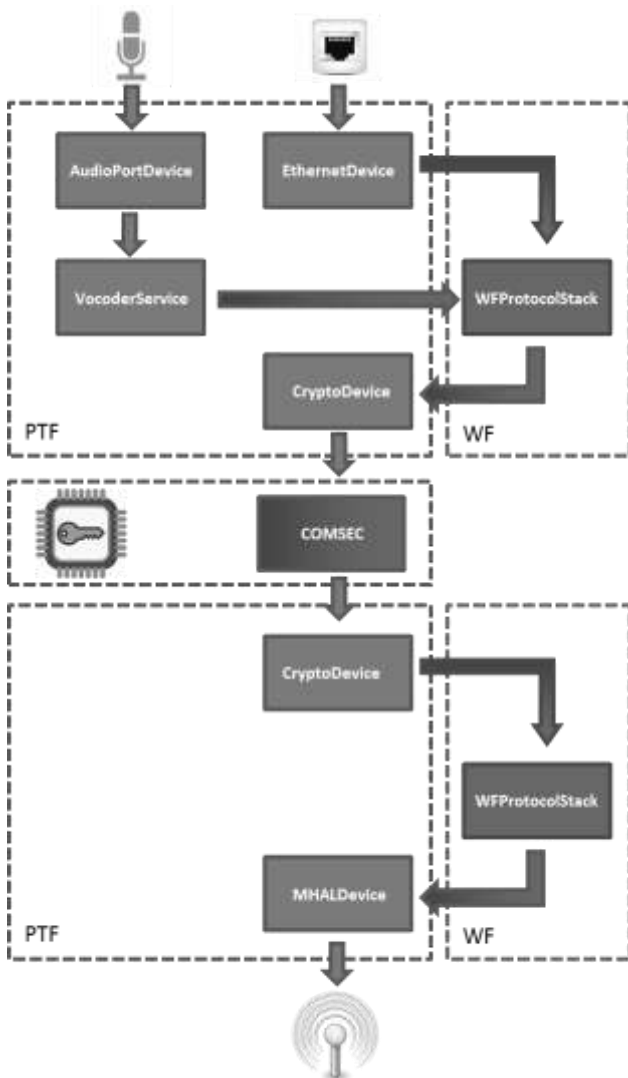 AudioPortDevice
EthernetDevice
VocoderService
WFProtocolStack
CryptoDevice
PTF
WF
COMSEC
CryptoDevice
WFProtocolStack
MHALDevice
PTF
WF